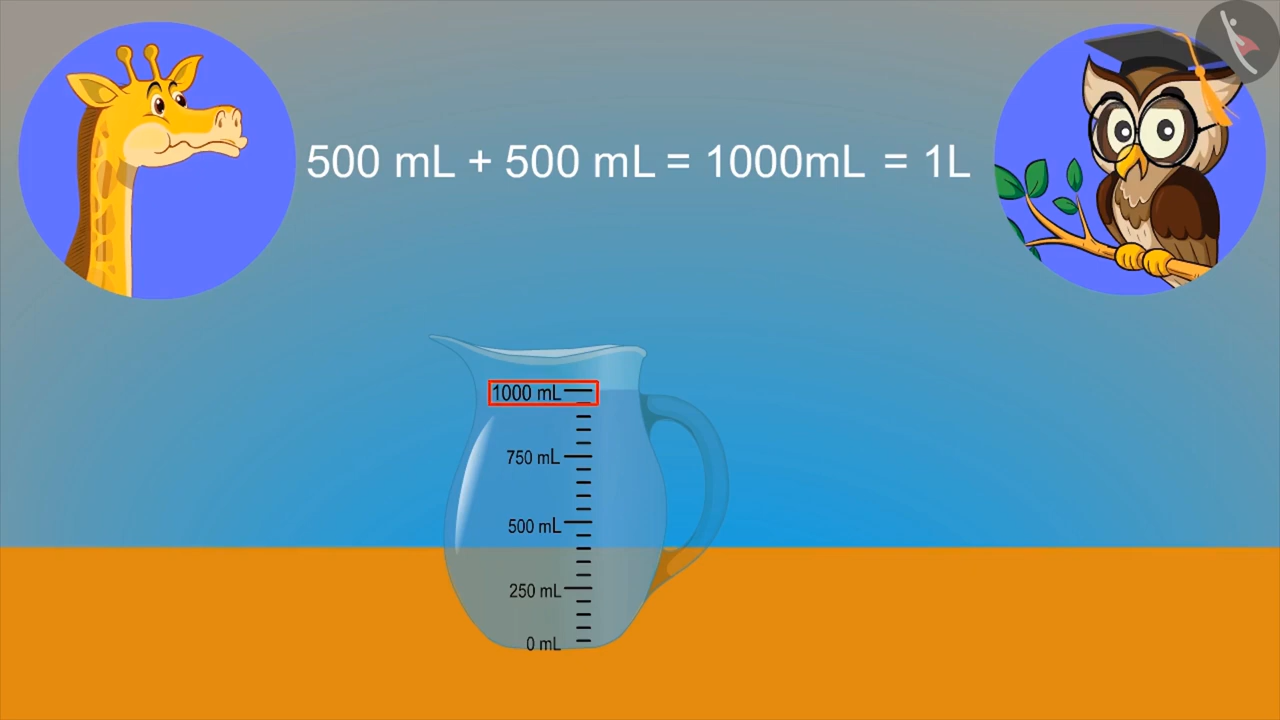 500 mL + 500 mL = 1000mL = 1L
1000 mL
750 mL
500 mL
250 mL
0 mL